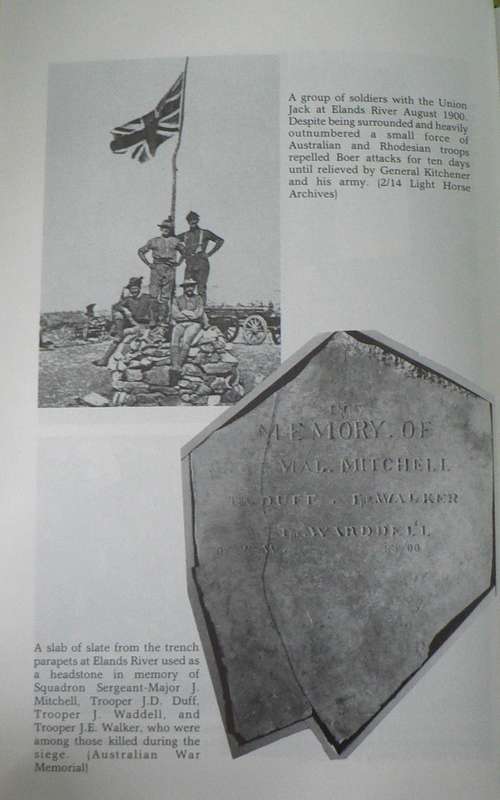 A group of soldiers with the Union
Jack at Elands River August 1900.
Despite being surrounded and heavily
outnumbered a small force of
Australian and Rhodesian troops
repelled Boer attacks for ten days
until relieved by General Kitchener
and his army. (2/14 Light Horse
Archives)
MEMORY. OF
MAJ. MITCHELL
DUFF . Tr WALKER
Tr WARDDELL
A slab of slate from the trench
parapets at Elands River used as
a headstone in memory of
Squadron Sergeant-Major J.
Mitchell, Trooper J.D. Duff,
Trooper J. Waddell, and
Trooper J.E. Walker, who were
among those killed during the
siege. (Australian War
Memorial)